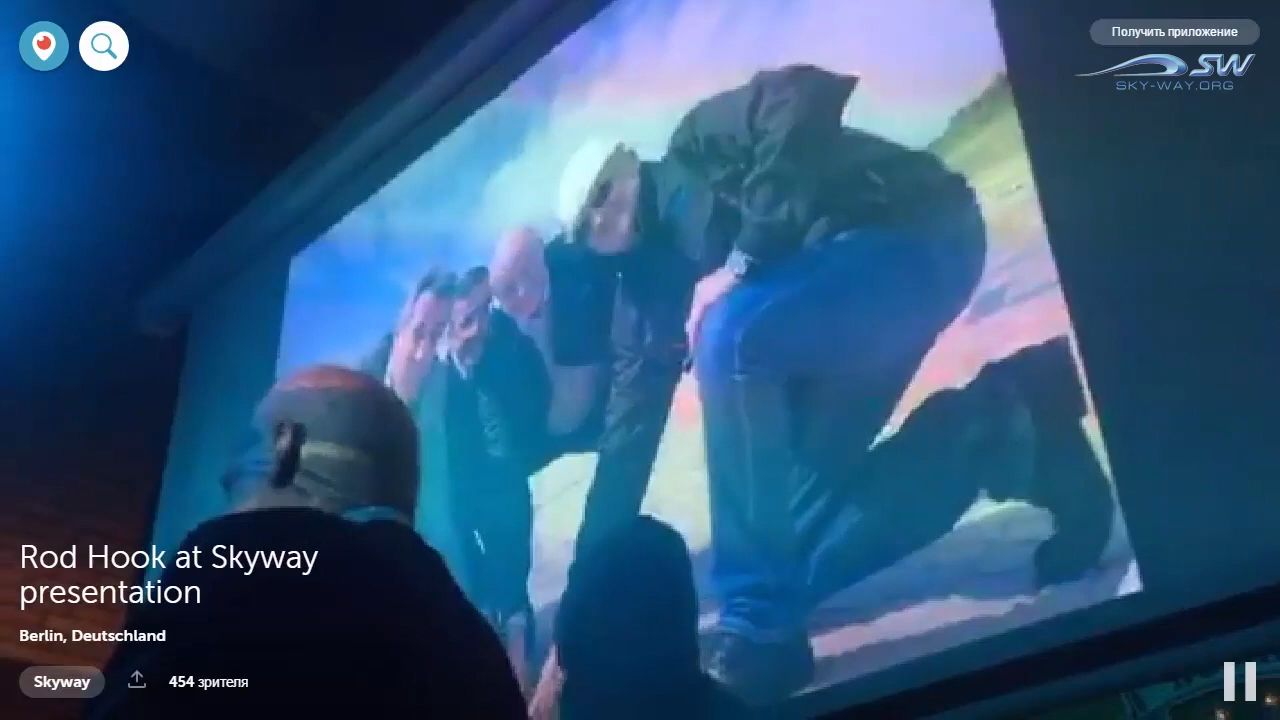 Получить приложение
SW
SKY-WAY.ORG
Rod Hook at Skyway
presentation
Berlin, Deutschland
Skyway
454 зрителя